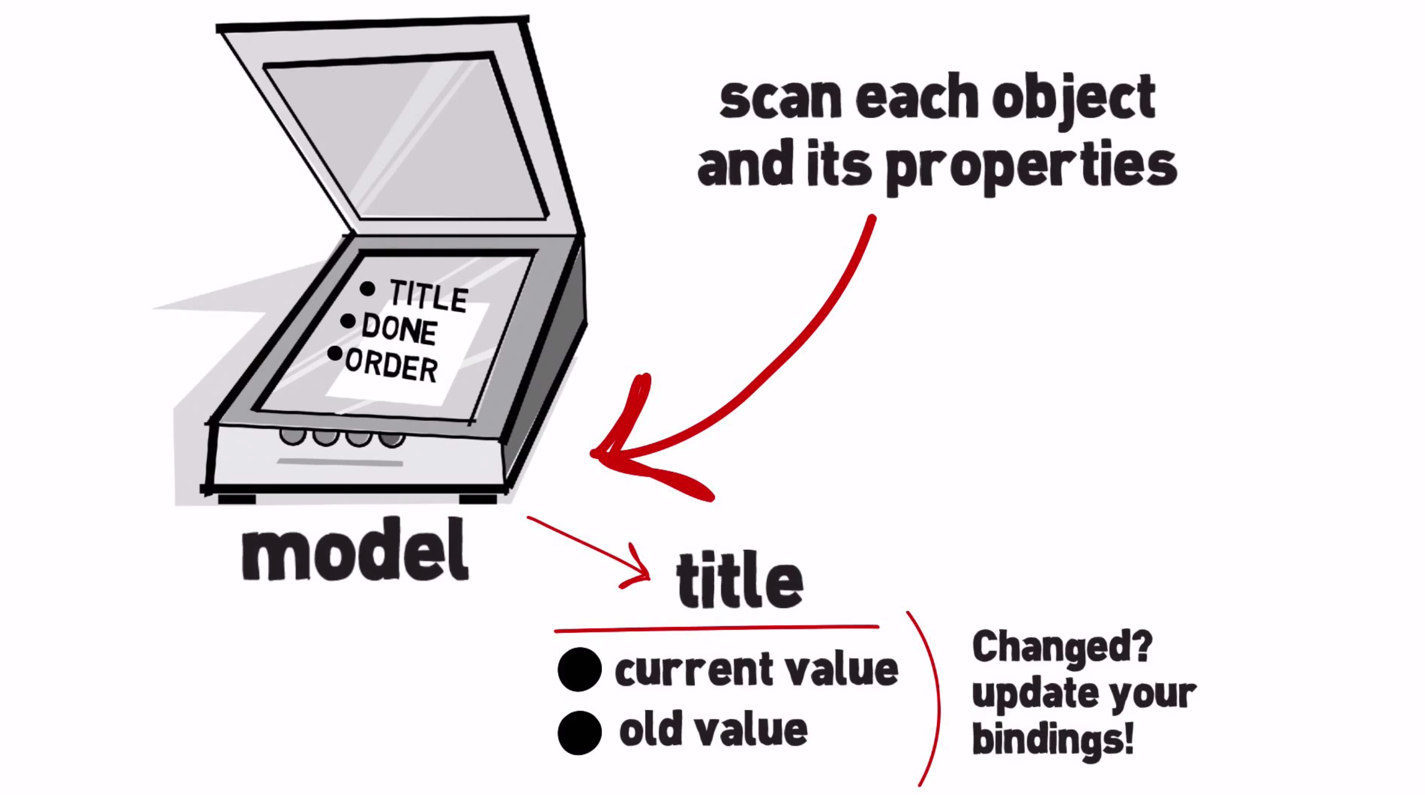 scan each object
and its properties
TITLE
DONE
ORDER
model
title
current value
old value
Changed?
update your
bindings!